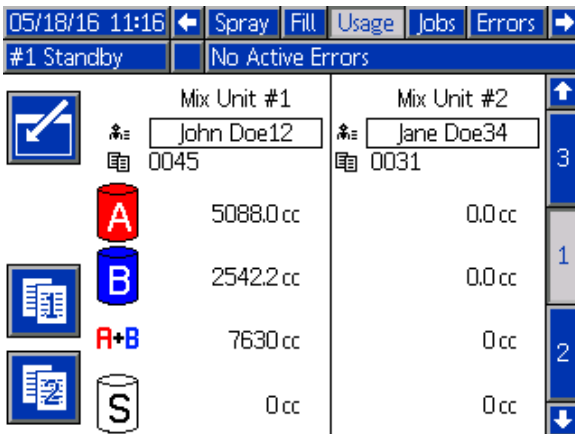 05/18/16 11:16 Spray Fill Usage Jobs Errors
#1 Standby No Active Errors
Mix Unit #1 Mix Unit #2
John Doe12 Jane Doe34
0045 0031
3
A 5088.0 cc 0.0 cc
1
B 2542.2 cc 0.0 cc
1
A+B 7630 cc 0 cc
2
2
S 0 cc 0 cc